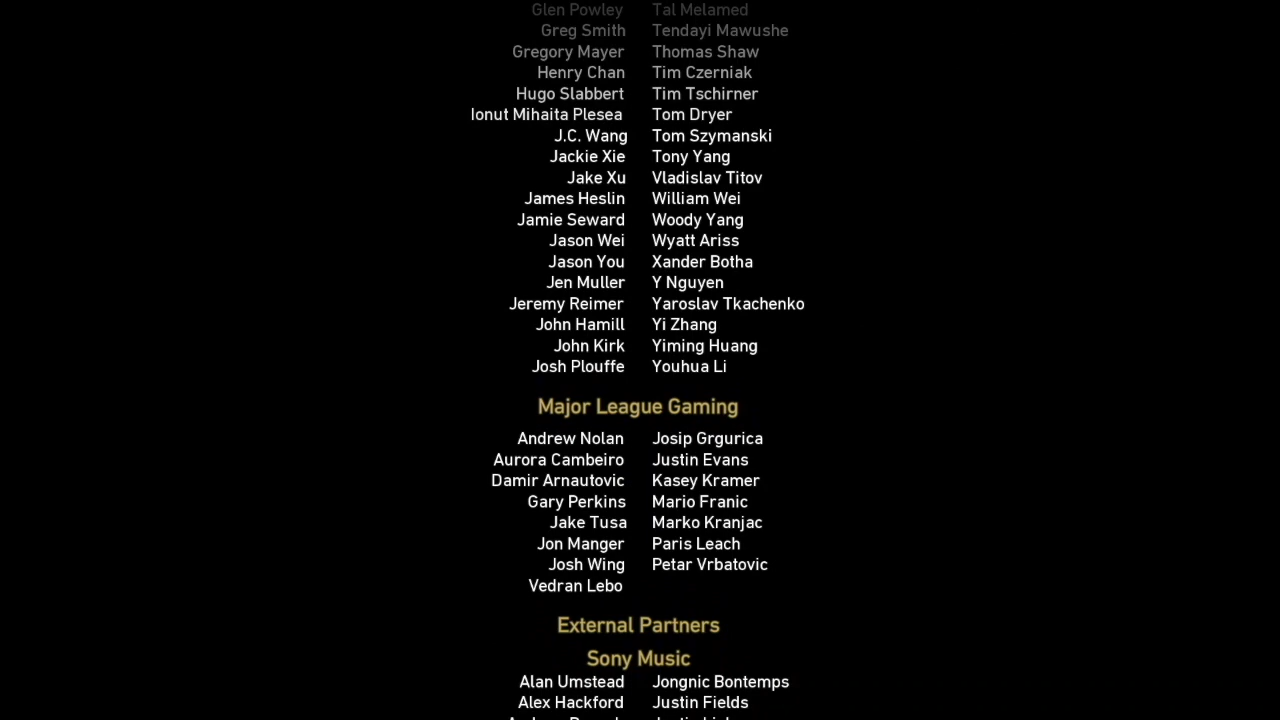 Glen Powley Tal Melamed
Greg Smith Tendayi Mawushe
Gregory Mayer Thomas Shaw
Henry Chan Tim Czerniak
Hugo Slabbert Tim Tschirner
Ionut Mihaita Plesea Tom Dryer
J.C. Wang Tom Szymanski
Jackie Xie Tony Yang
Jake Xu Vladislav Titov
James Heslin William Wei
Jamie Seward Woody Yang
Jason Wei Wyatt Ariss
Jason You Xander Botha
Jen Muller Y Nguyen
Jeremy Reimer Yaroslav Tkachenko
John Hamill Yi Zhang
John Kirk Yiming Huang
Josh Plouffe Youhua Li
Major League Gaming
Andrew Nolan Josip Grgurica
Aurora Cambeiro Justin Evans
Damir Arnautovic Kasey Kramer
Gary Perkins Mario Franic
Jake Tusa Marko Kranjac
Jon Manger Paris Leach
Josh Wing Petar Vrbatovic
Vedran Lebo
External Partners
Sony Music
Alan Umstead Jongnic Bontemps
Alex Hackford Justin Fields